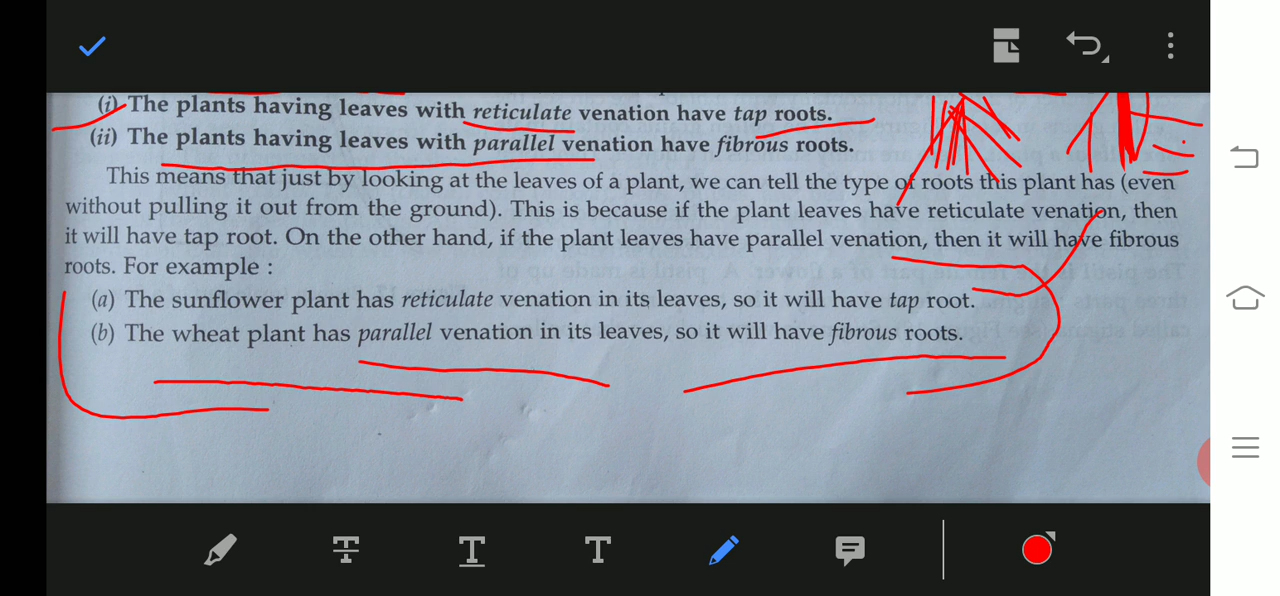 (i) The plants having leaves with reticulate venation have tap roots.
(ii) The plants having leaves with parallel venation have fibrous roots.
This means that just by looking at the leaves of a plant, we can tell the type of roots this plant has (even
without pulling it out from the ground). This is because if the plant leaves have reticulate venation, then
it will have tap root. On the other hand, if the plant leaves have parallel venation, then it will have fibrous
roots. For example :
(a) The sunflower plant has reticulate venation in its leaves, so it will have tap root.
(b) The wheat plant has parallel venation in its leaves, so it will have fibrous roots.